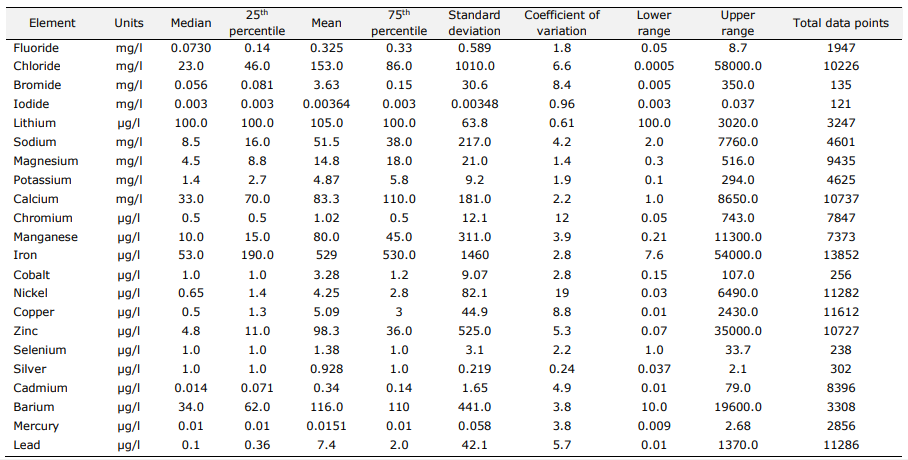 Element Units Median 25th percentile Mean 75th percentile Standard deviation Coefficient of variation Lower range Upper range Total data points
Fluoride mg/l 0.0730 0.14 0.325 0.33 0.589 1.8 0.05 8.7 1947
Chloride mg/l 23.0 46.0 153.0 86.0 1010.0 6.6 0.0005 58000.0 10226
Bromide mg/l 0.056 0.081 3.63 0.15 30.6 8.4 0.005 350.0 135
Iodide mg/l 0.003 0.003 0.00364 0.003 0.00348 0.96 0.003 0.037 121
Lithium µg/l 100.0 100.0 105.0 100.0 63.8 0.61 100.0 3020.0 3247
Sodium mg/l 8.5 16.0 51.5 38.0 217.0 4.2 2.0 7760.0 4601
Magnesium mg/l 4.5 8.8 14.8 18.0 21.0 1.4 0.3 516.0 9435
Potassium mg/l 1.4 2.7 4.87 5.8 9.2 1.9 0.1 294.0 4625
Calcium mg/l 33.0 70.0 83.3 110.0 181.0 2.2 1.0 8650.0 10737
Chromium µg/l 0.5 0.5 1.02 0.5 12.1 12 0.05 743.0 7847
Manganese µg/l 10.0 15.0 80.0 45.0 311.0 3.9 0.21 11300.0 7373
Iron µg/l 53.0 190.0 529 530.0 1460 2.8 7.6 54000.0 13852
Cobalt µg/l 1.0 1.0 3.28 1.2 9.07 2.8 0.15 107.0 256
Nickel µg/l 0.65 1.4 4.25 2.8 82.1 19 0.03 6490.0 11282
Copper µg/l 0.5 1.3 5.09 3 44.9 8.8 0.01 2430.0 11612
Zinc µg/l 4.8 11.0 98.3 36.0 525.0 5.3 0.07 35000.0 10727
Selenium µg/l 1.0 1.0 1.38 1.0 3.1 2.2 1.0 33.7 238
Silver µg/l 1.0 1.0 0.928 1.0 0.219 0.24 0.037 2.1 302
Cadmium µg/l 0.014 0.071 0.34 0.14 1.65 4.9 0.01 79.0 8396
Barium µg/l 34.0 62.0 116.0 110 441.0 3.8 10.0 19600.0 3308
Mercury µg/l 0.01 0.01 0.0151 0.01 0.058 3.8 0.009 2.68 2856
Lead µg/l 0.1 0.36 7.4 2.0 42.1 5.7 0.01 1370.0 11286